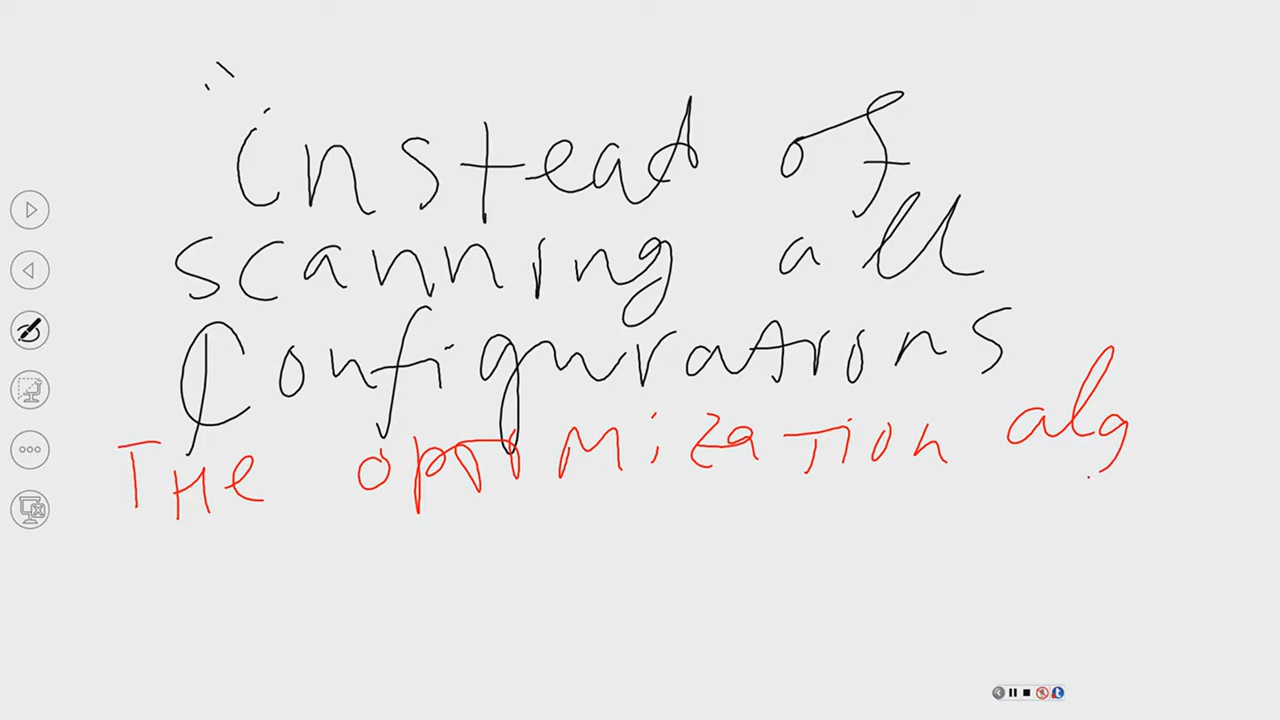 "instead of
scanning all
Configurations
THe optiMization alg